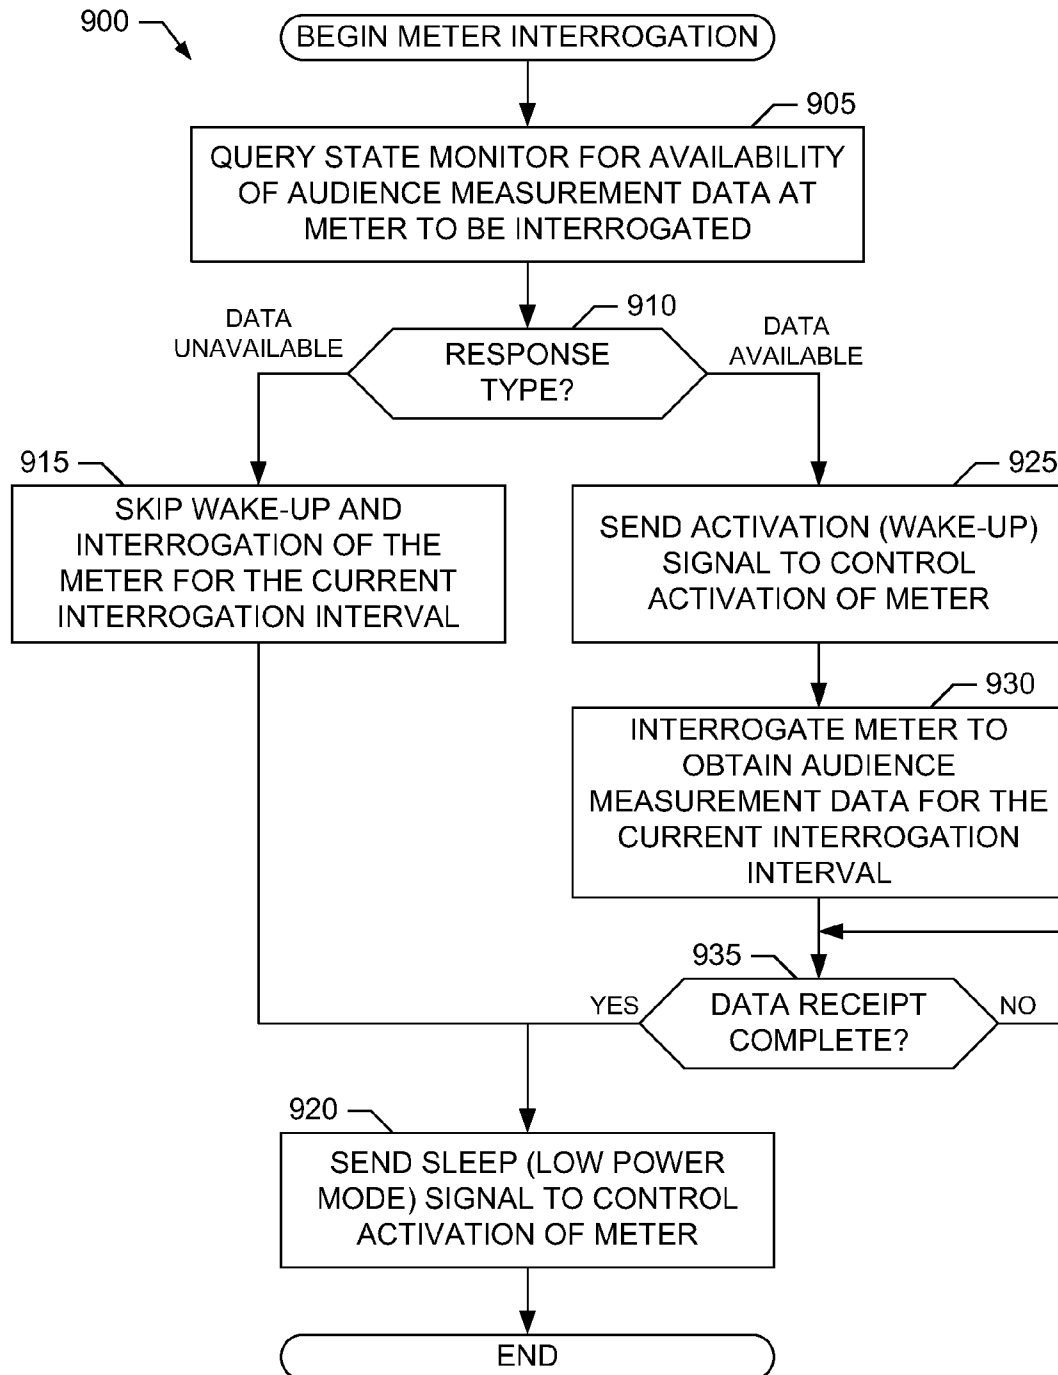 900
BEGIN METER INTERROGATION
905
QUERY STATE MONITOR FOR AVAILABILITY
OF AUDIENCE MEASUREMENT DATA AT
METER TO BE INTERROGATED
910
DATA
UNAVAILABLE
RESPONSE
TYPE?
DATA
AVAILABLE
915
SKIP WAKE-UP AND
INTERROGATION OF THE
METER FOR THE CURRENT
INTERROGATION INTERVAL
925
SEND ACTIVATION (WAKE-UP)
SIGNAL TO CONTROL
ACTIVATION OF METER
930
INTERROGATE METER TO
OBTAIN AUDIENCE
MEASUREMENT DATA FOR THE
CURRENT INTERROGATION
INTERVAL
935
YES
DATA RECEIPT
COMPLETE?
NO
920
SEND SLEEP (LOW POWER
MODE) SIGNAL TO CONTROL
ACTIVATION OF METER
END